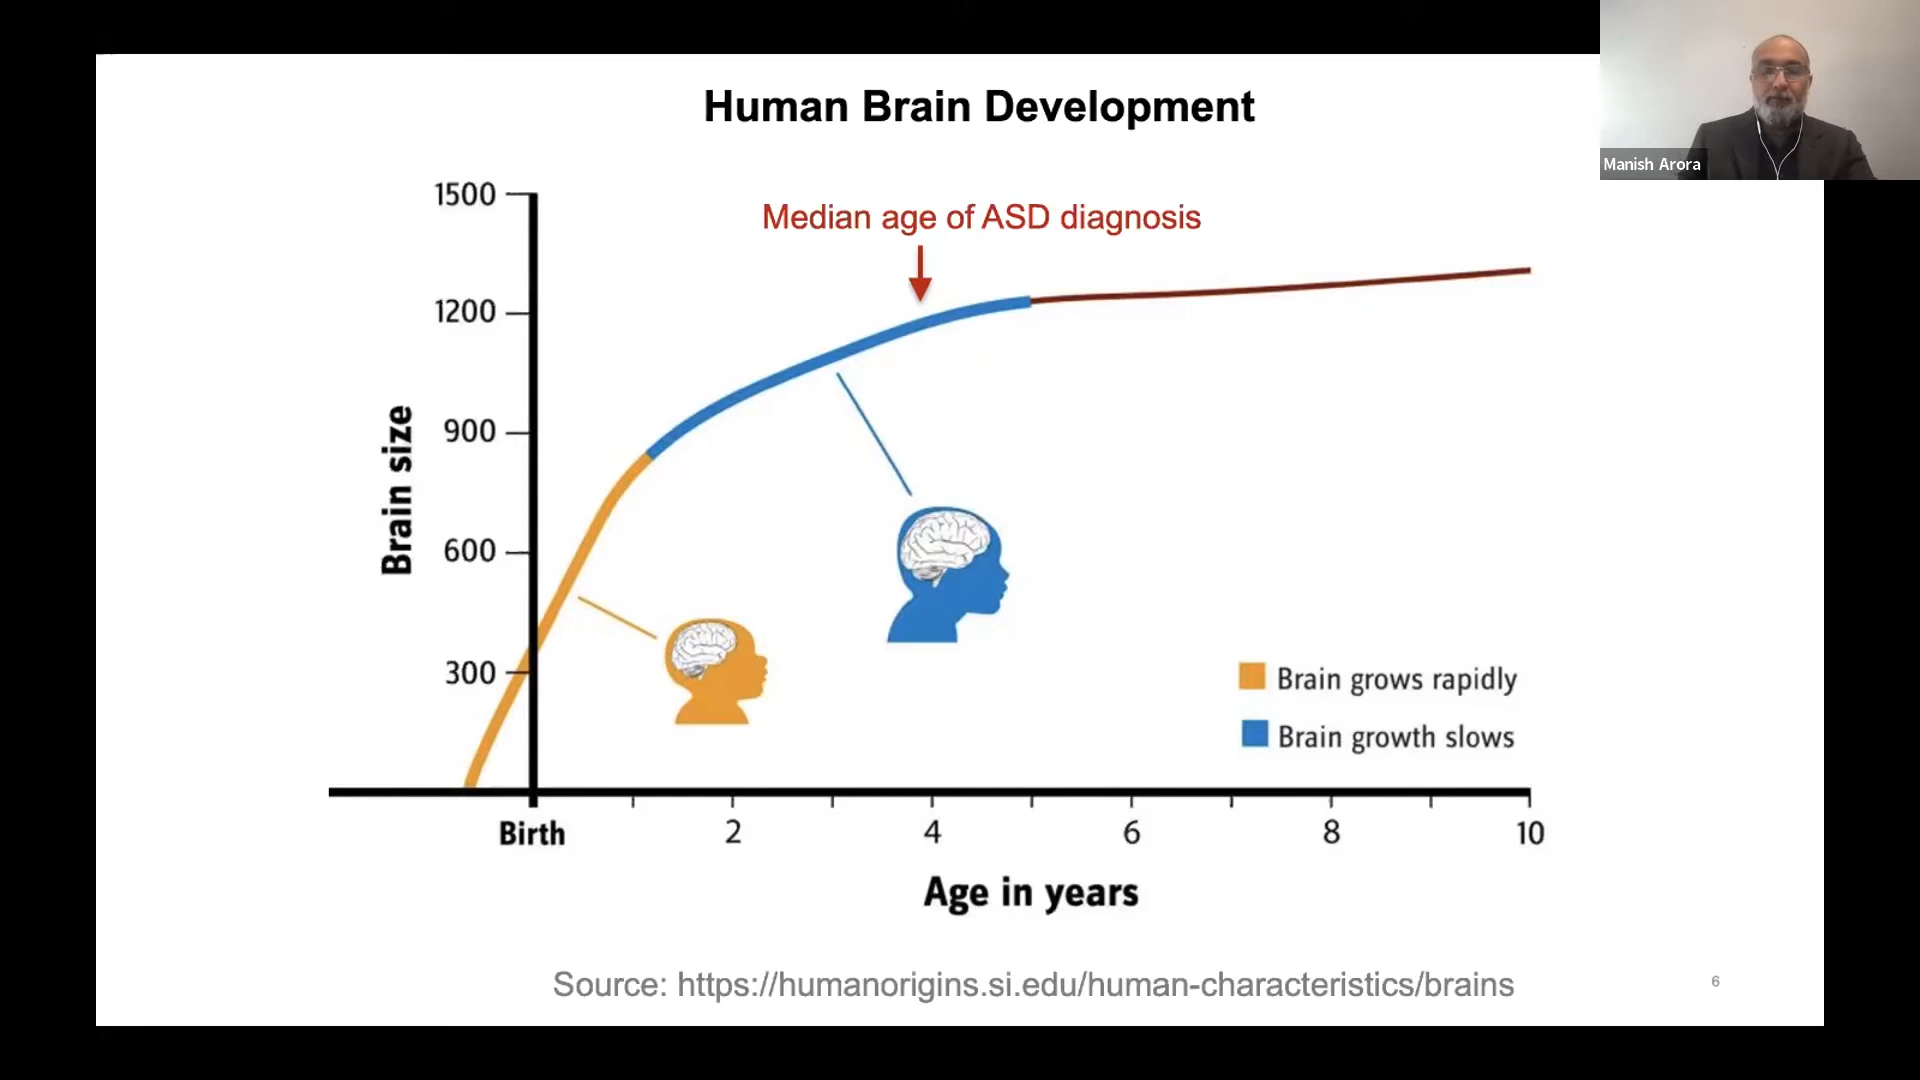 Human Brain Development
Manish Arora
Median age of ASD diagnosis
1500
1200
900
600
300
Brain size
Brain grows rapidly
Brain growth slows
Birth 2 4 6 8 10
Age in years
Source: https://humanorigins.si.edu/human-characteristics/brains
6